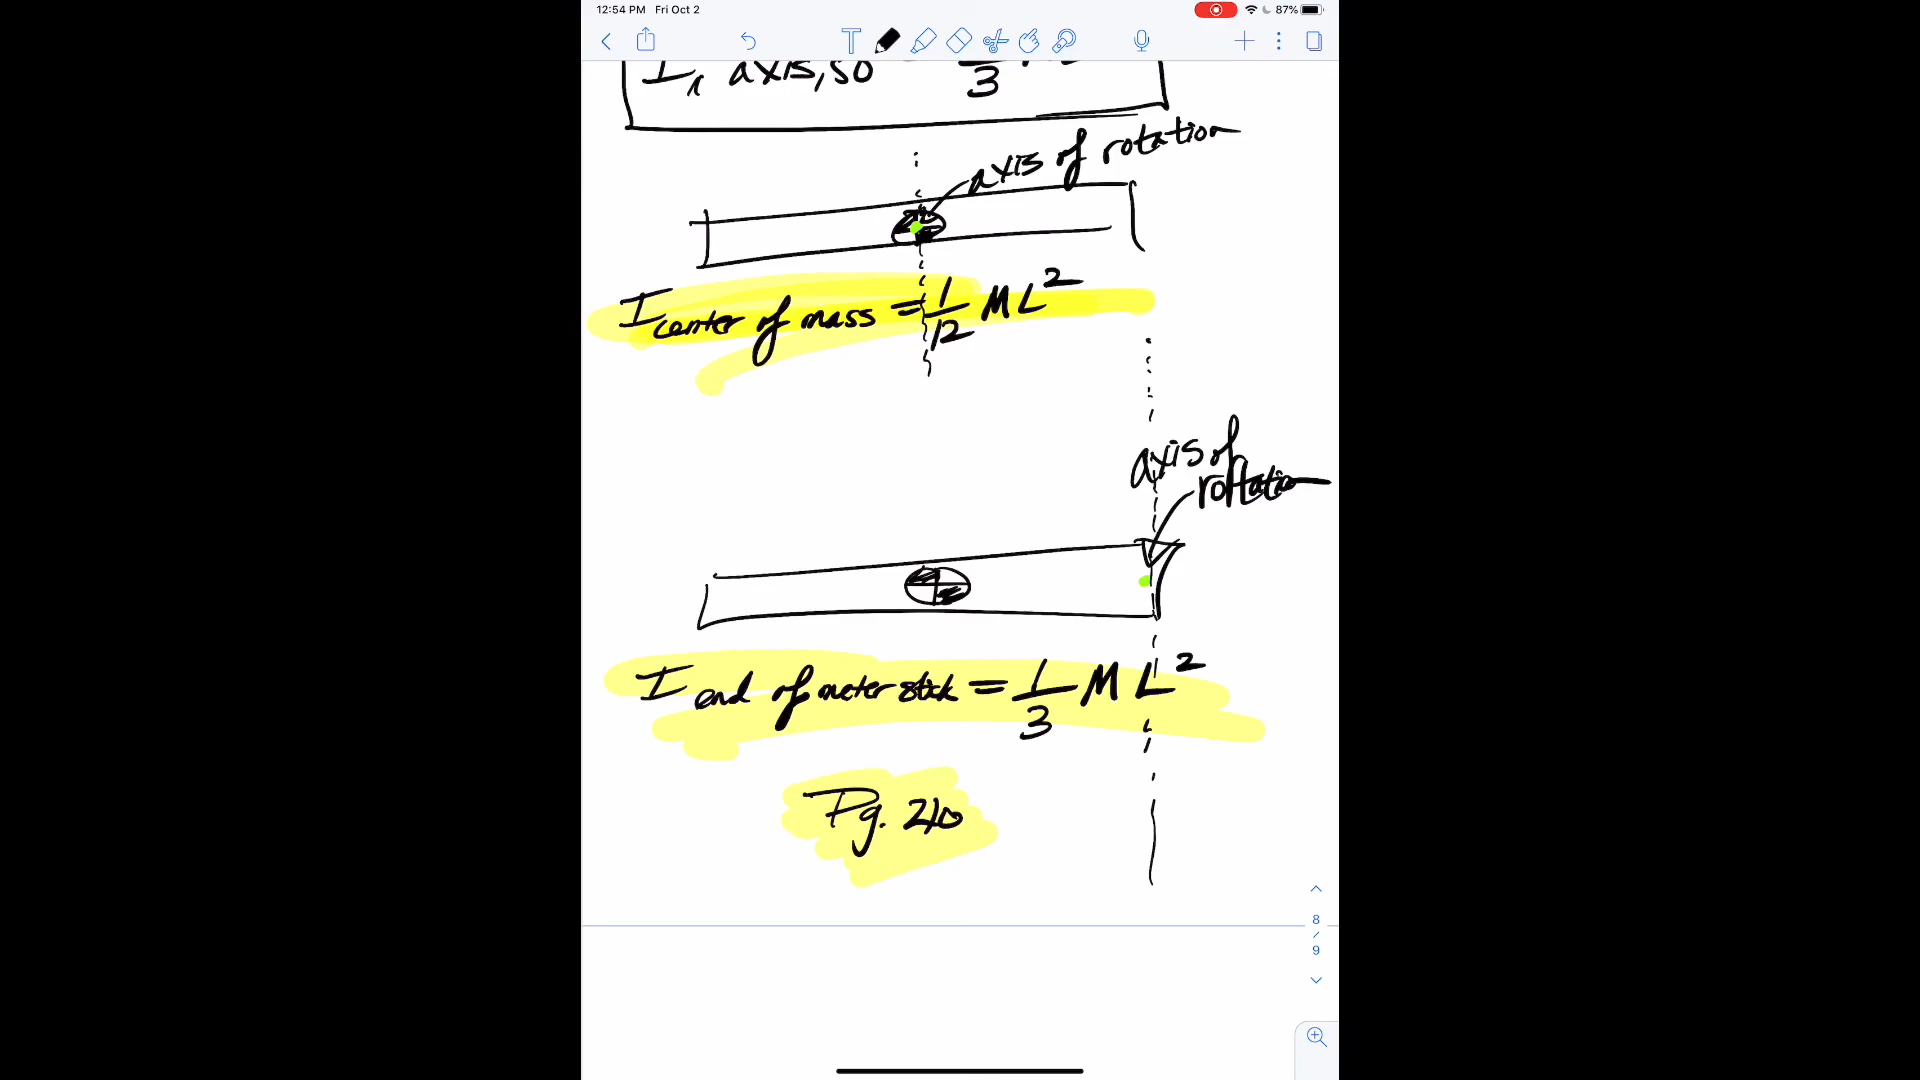 12:54 PM Fri Oct 2
87%
T
I axis, so 3
axis of rotation
I center of mass = 1/12 M L²
axis of
rotation
I end of meter stick = 1/3 M L²
Pg. 210
8
/
9